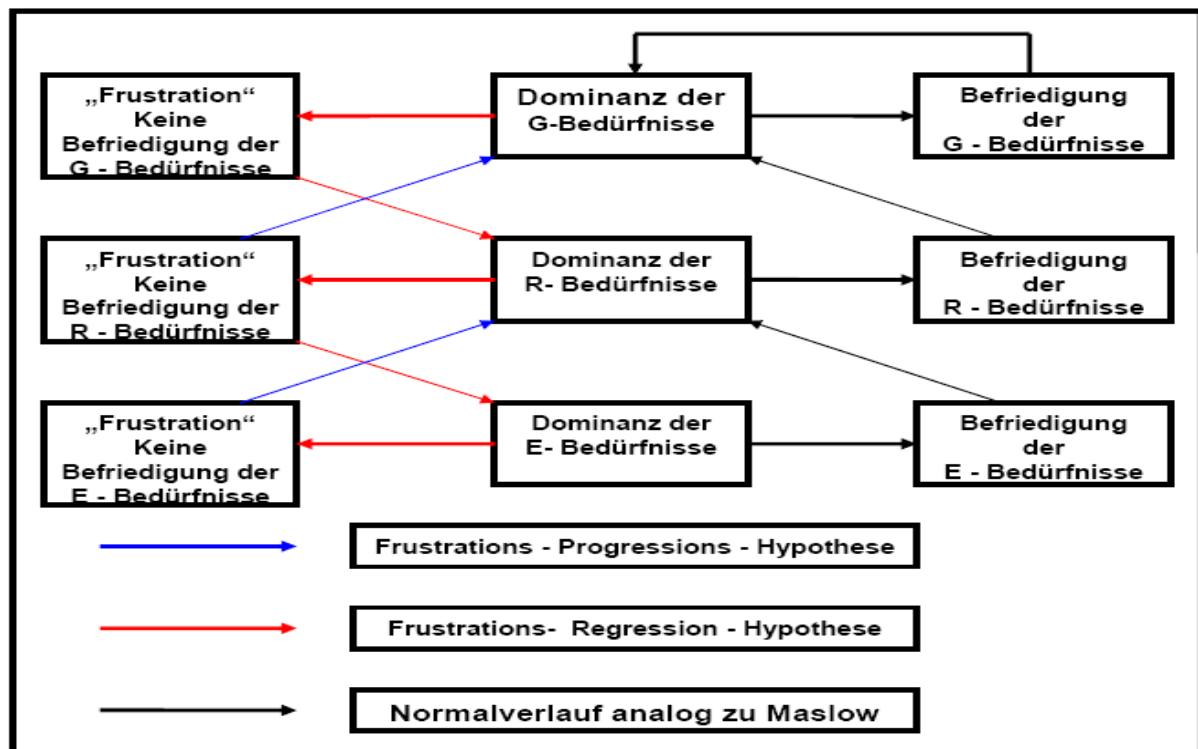 „Frustration“
Keine
Befriedigung der
G - Bedürfnisse
Dominanz der
G-Bedürfnisse
Befriedigung
der
G - Bedürfnisse
„Frustration“
Keine
Befriedigung der
R - Bedürfnisse
Dominanz der
R- Bedürfnisse
Befriedigung
der
R - Bedürfnisse
„Frustration“
Keine
Befriedigung der
E - Bedürfnisse
Dominanz der
E- Bedürfnisse
Befriedigung
der
E - Bedürfnisse
Frustrations - Progressions - Hypothese
Frustrations- Regression - Hypothese
Normalverlauf analog zu Maslow